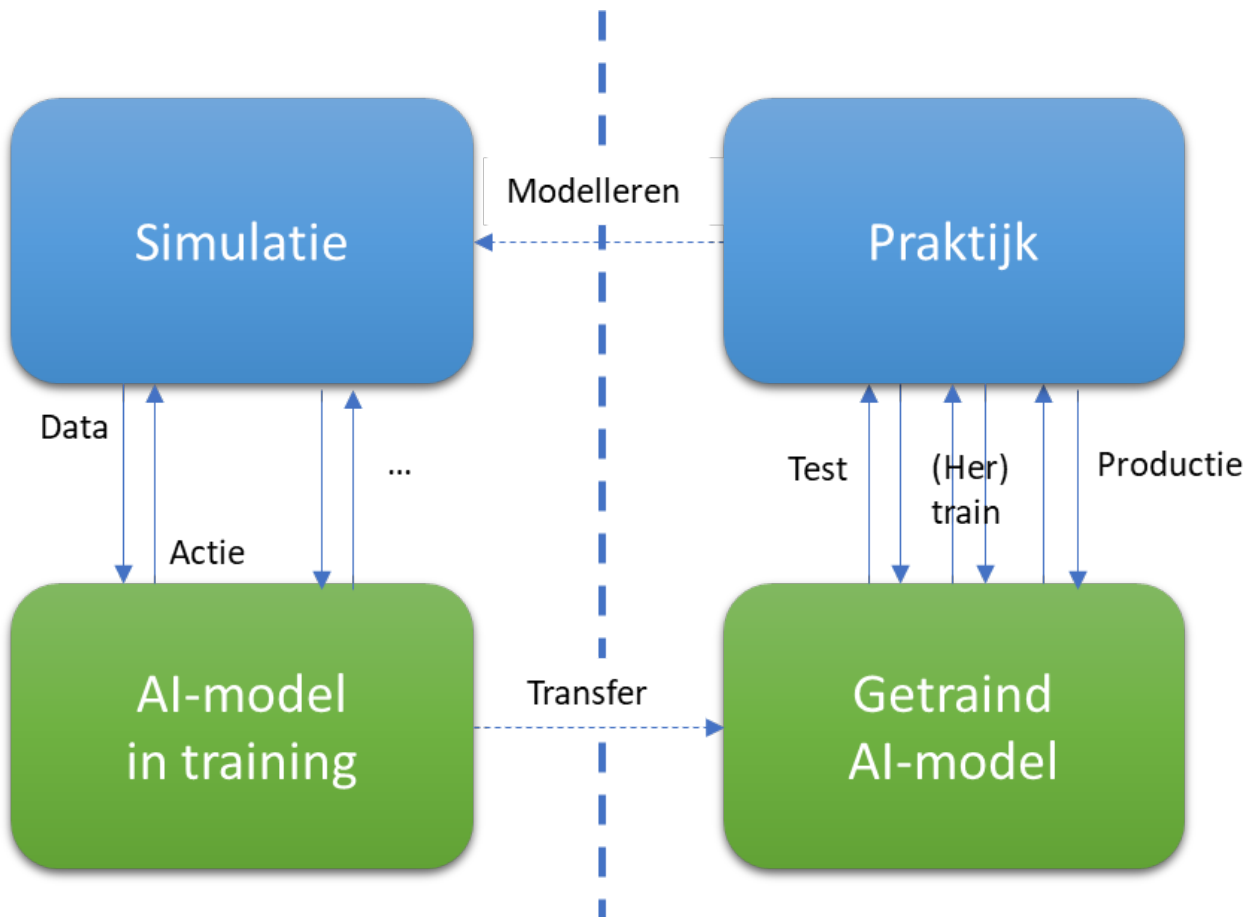 Simulatie
Modelleren
Praktijk
Data
...
Actie
Test
(Her)
train
Productie
AI-model
in training
Transfer
Getraind
AI-model